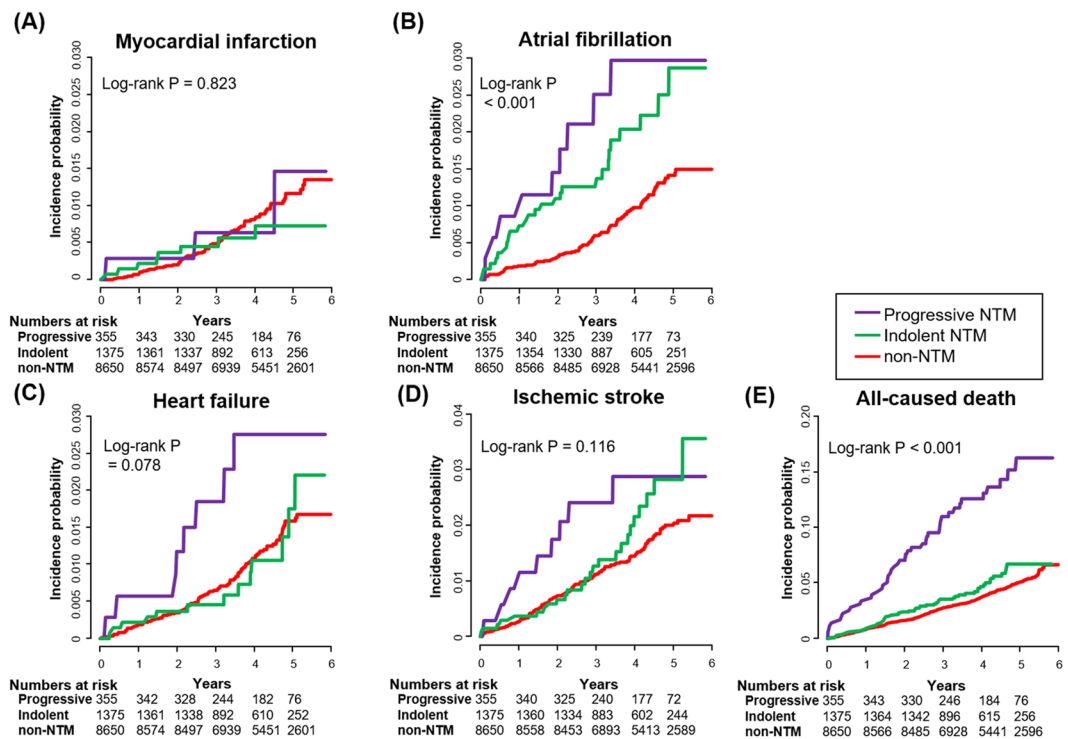 (A)
Myocardial infarction
Log-rank P = 0.823
Incidence probability
0 0.005 0.010 0.015 0.020 0.025 0.030
0 1 2 3 4 5 6
Numbers at risk Years
Progressive 355 343 330 245 184 76
Indolent 1375 1361 1337 892 613 256
non-NTM 8650 8574 8497 6939 5451 2601
(B)
Atrial fibrillation
Log-rank P
< 0.001
Incidence probability
0 0.005 0.010 0.015 0.020 0.025 0.030
0 1 2 3 4 5 6
Numbers at risk Years
Progressive 355 340 325 239 177 73
Indolent 1375 1354 1330 887 605 251
non-NTM 8650 8566 8485 6928 5441 2596
Progressive NTM
Indolent NTM
non-NTM
(C)
Heart failure
Log-rank P
= 0.078
Incidence probability
0 0.005 0.010 0.015 0.020 0.025 0.030
0 1 2 3 4 5 6
Numbers at risk Years
Progressive 355 342 328 244 182 76
Indolent 1375 1361 1338 892 610 252
non-NTM 8650 8574 8497 6939 5451 2601
(D)
Ischemic stroke
Log-rank P = 0.116
Incidence probability
0 0.01 0.02 0.03 0.04
0 1 2 3 4 5 6
Numbers at risk Years
Progressive 355 340 325 240 177 72
Indolent 1375 1360 1334 883 602 244
non-NTM 8650 8558 8453 6893 5413 2589
(E)
All-caused death
Log-rank P < 0.001
Incidence probability
0 0.05 0.10 0.15 0.20
0 1 2 3 4 5 6
Numbers at risk Years
Progressive 355 343 330 246 184 76
Indolent 1375 1364 1342 896 615 256
non-NTM 8650 8566 8485 6928 5441 2596